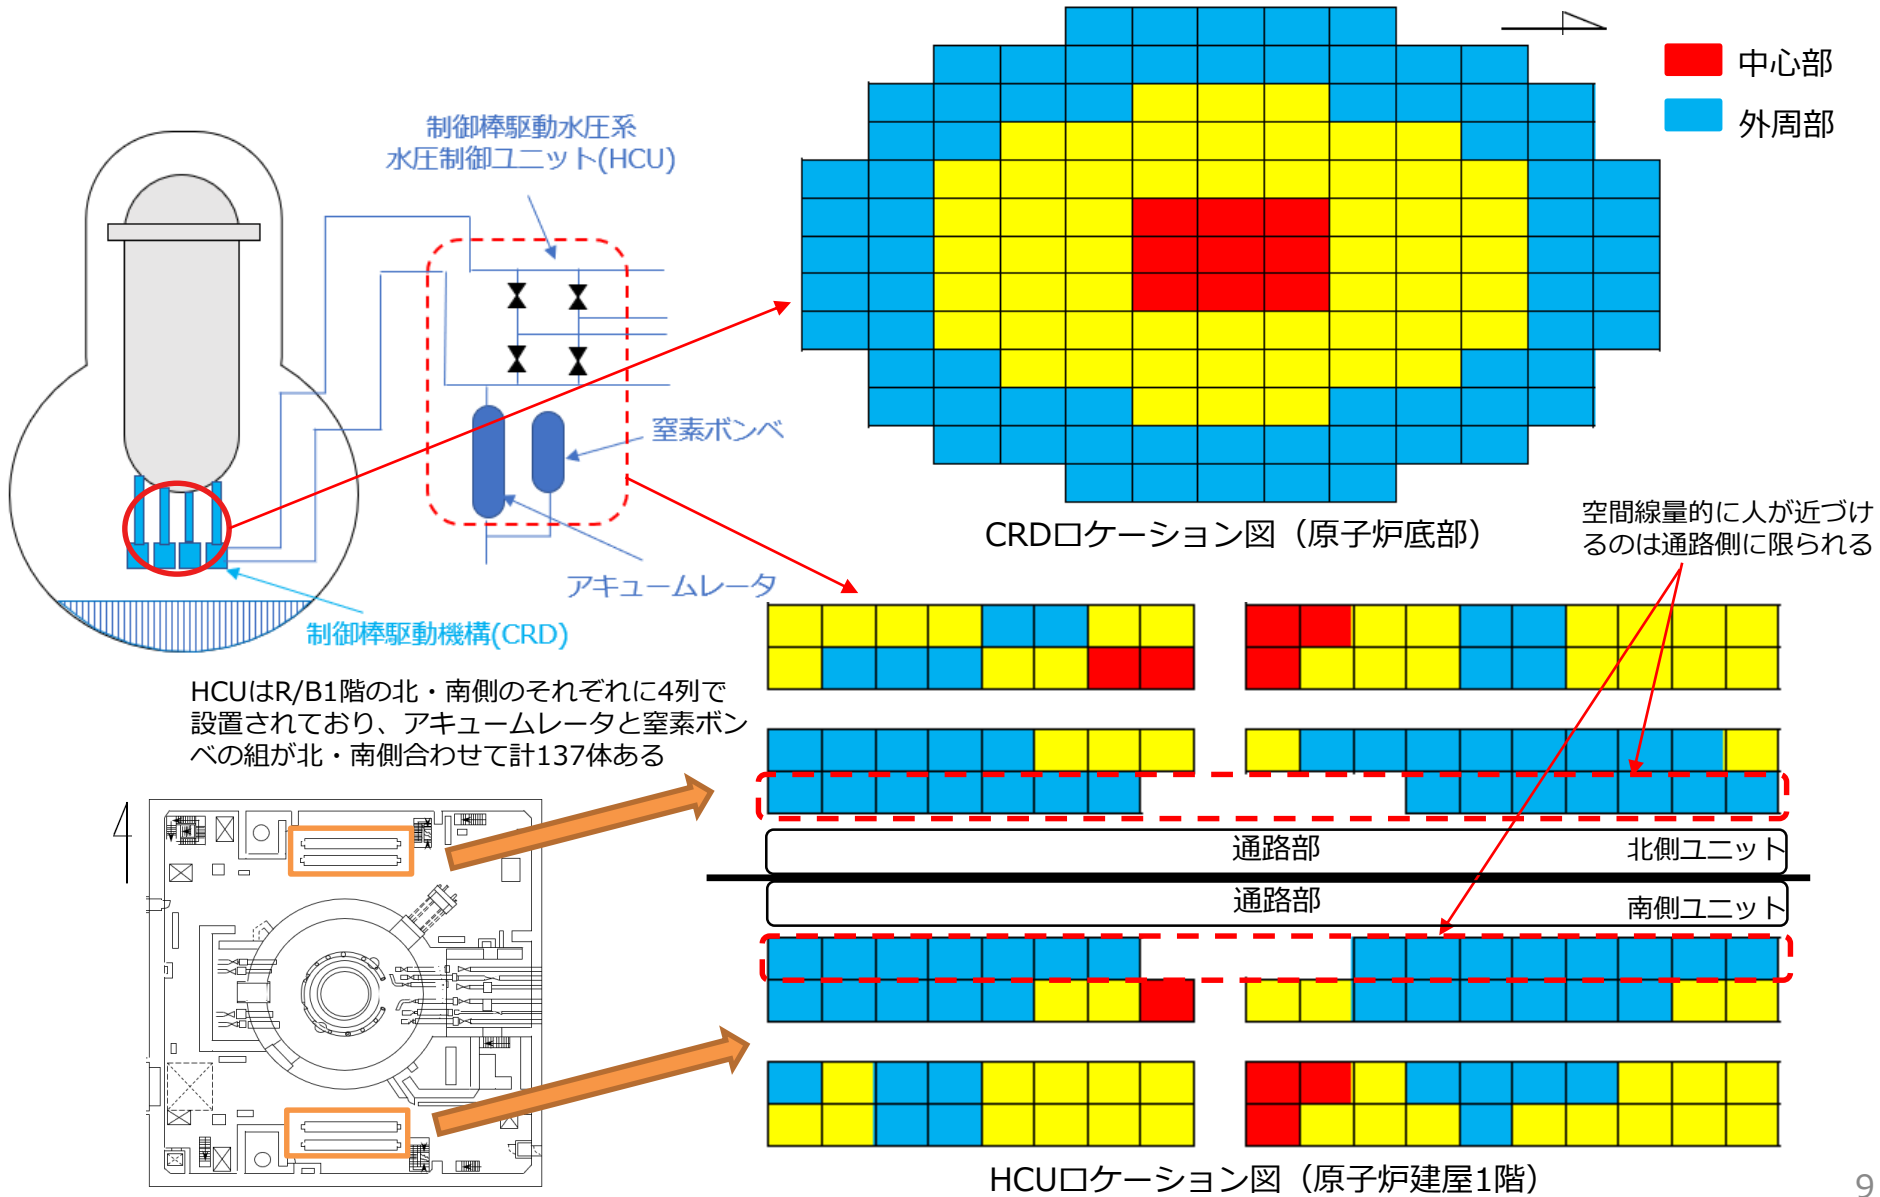 中心部
外周部
制御棒駆動水圧系
水圧制御ユニット(HCU)
窒素ボンベ
アキュームレータ
制御棒駆動機構(CRD)
CRDロケーション図（原子炉底部）
空間線量的に人が近づけ
るのは通路側に限られる
HCUはR/B1階の北・南側のそれぞれに4列で
設置されており、アキュームレータと窒素ボン
ベの組が北・南側合わせて計137体ある
通路部
北側ユニット
通路部
南側ユニット
HCUロケーション図（原子炉建屋1階）
9